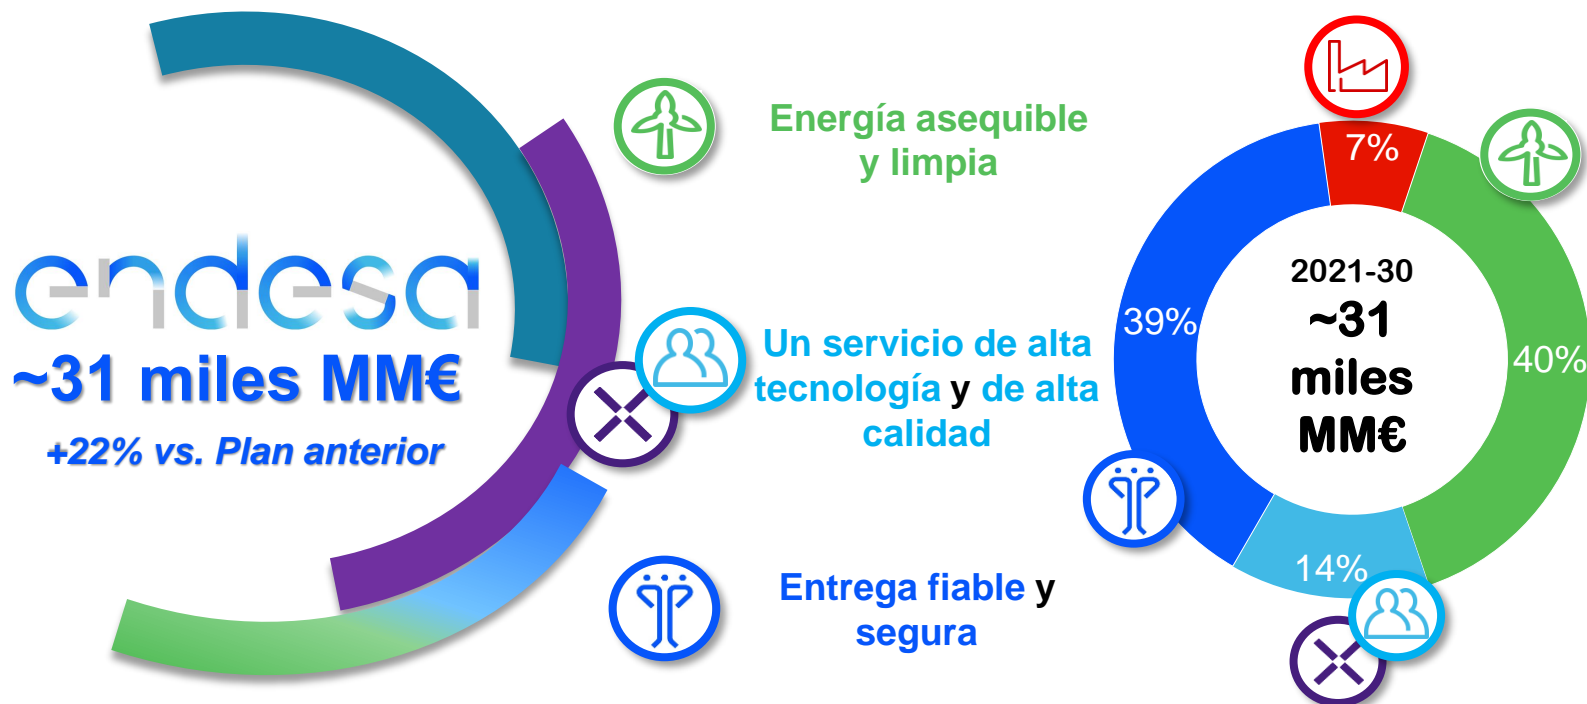 endesa
~31 miles MM€
+22% vs. Plan anterior
Energía asequible
y limpia
Un servicio de alta
tecnología y de alta
calidad
Entrega fiable y
segura
7%
40%
14%
39%
2021-30
~31
miles
MM€